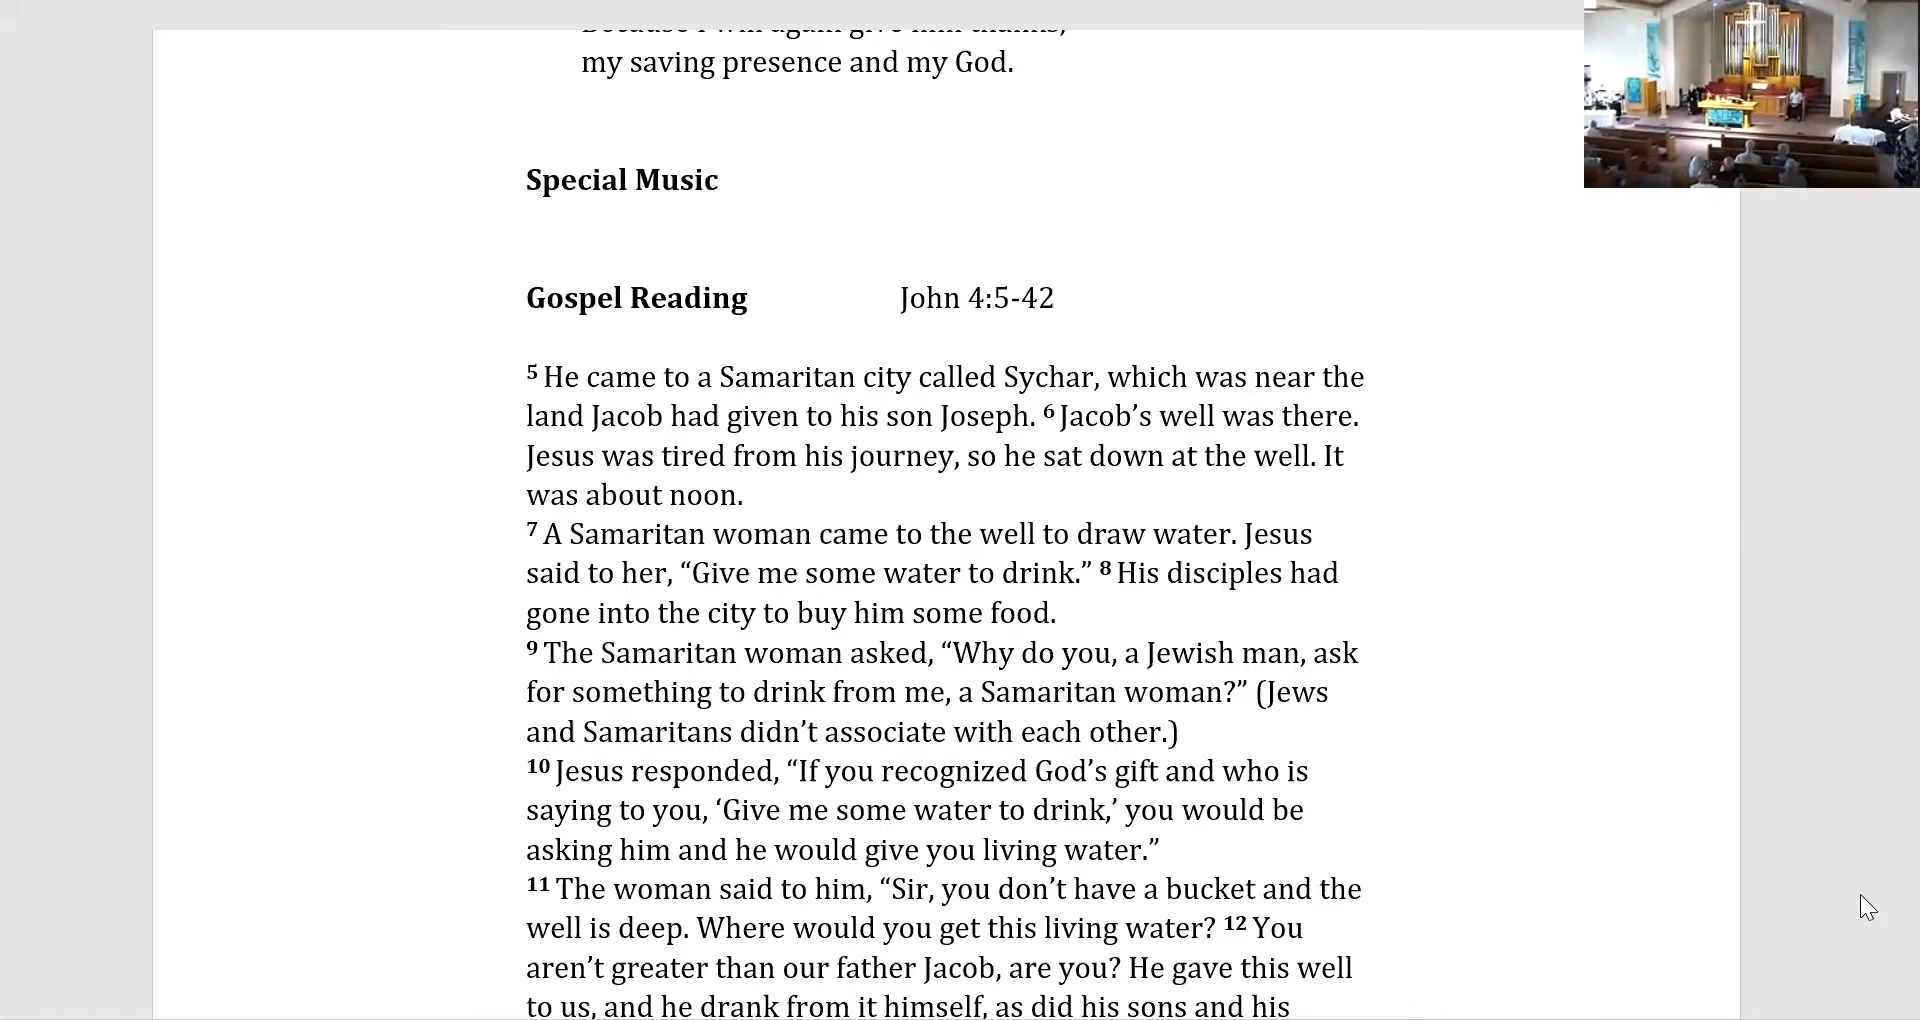 Because I will again give him thanks,
my saving presence and my God.
Special Music
Gospel Reading John 4:5-42
5 He came to a Samaritan city called Sychar, which was near the
land Jacob had given to his son Joseph. 6 Jacob’s well was there.
Jesus was tired from his journey, so he sat down at the well. It
was about noon.
7 A Samaritan woman came to the well to draw water. Jesus
said to her, “Give me some water to drink.” 8 His disciples had
gone into the city to buy him some food.
9 The Samaritan woman asked, “Why do you, a Jewish man, ask
for something to drink from me, a Samaritan woman?” (Jews
and Samaritans didn’t associate with each other.)
10 Jesus responded, “If you recognized God’s gift and who is
saying to you, ‘Give me some water to drink,’ you would be
asking him and he would give you living water.”
11 The woman said to him, “Sir, you don’t have a bucket and the
well is deep. Where would you get this living water? 12 You
aren’t greater than our father Jacob, are you? He gave this well
to us, and he drank from it himself, as did his sons and his